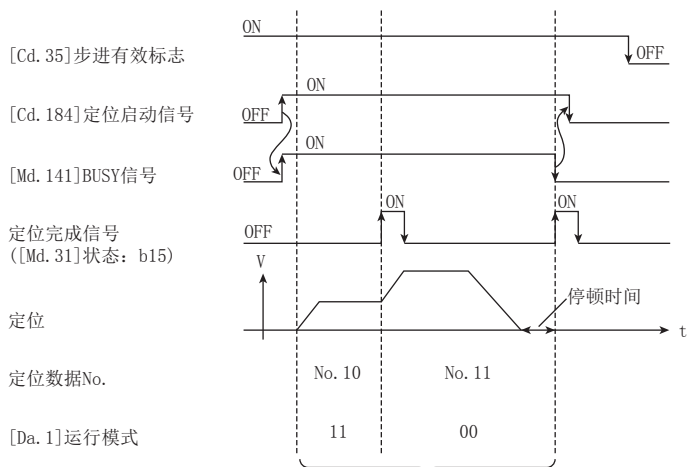 ON
[Cd.35]步进有效标志
OFF
ON
[Cd.184]定位启动信号
OFF
ON
[Md.141]BUSY信号
OFF
ON
ON
定位完成信号
OFF
([Md.31]状态：b15)
V
停顿时间
定位
t
定位数据No.
No.10
No.11
[Da.1]运行模式
11
00